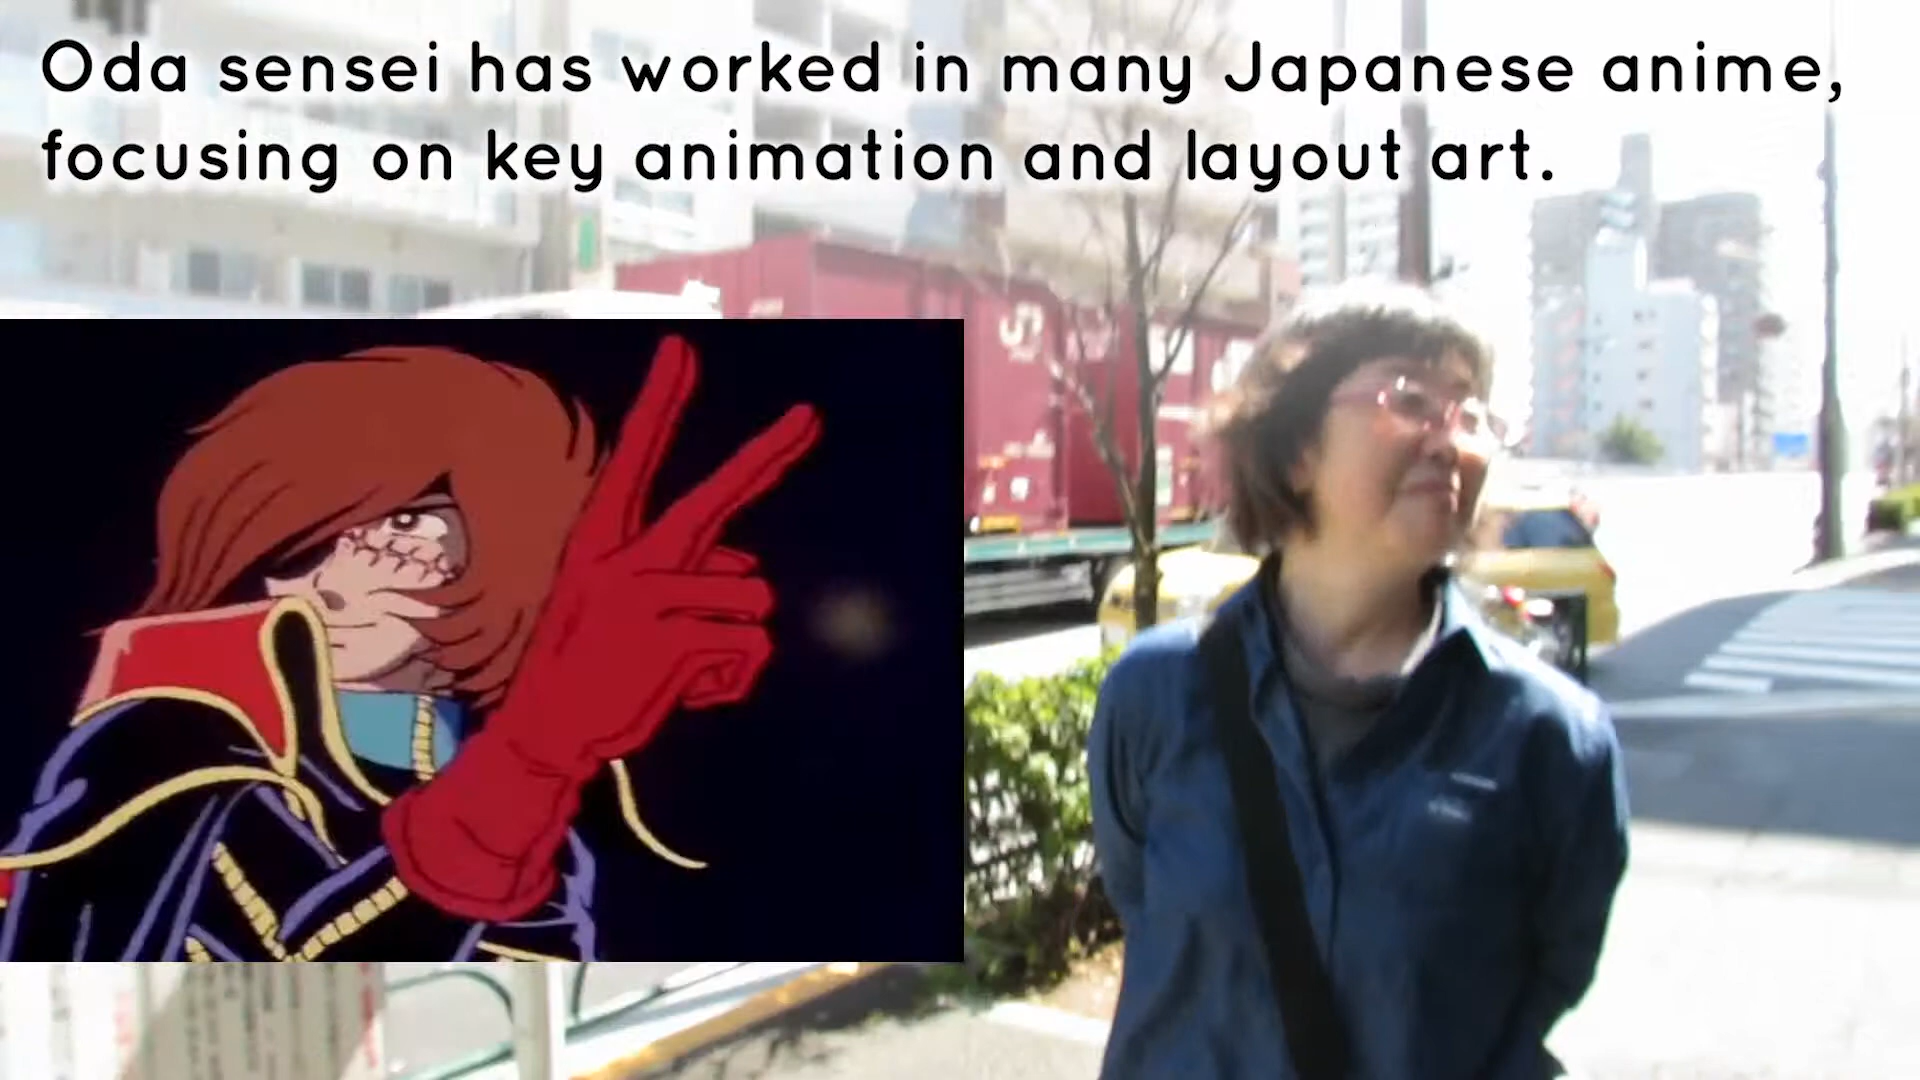 Oda sensei has worked in many Japanese anime,
focusing on key animation and layout art.